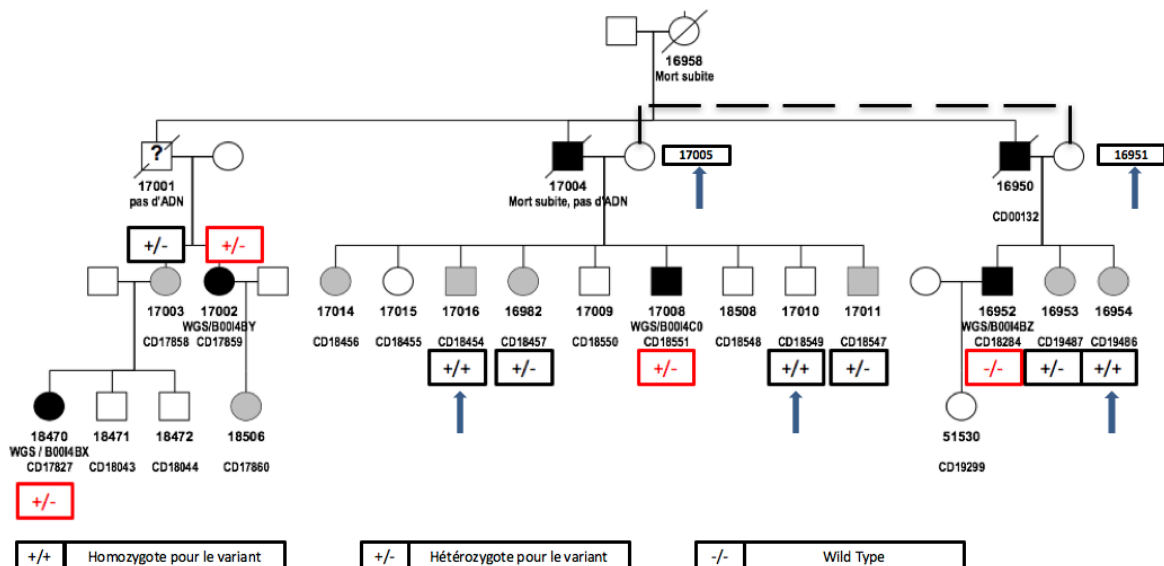 16958
Mort subite
?
17001
pas d'ADN
17004
Mort subite, pas d'ADN
17005
16950
CD00132
16951
+/-
+/-
17003
CD17858
17002
WGS/B00I4BY
CD17859
17014
CD18456
17015
CD18455
17016
CD18454
+/+
16982
CD18457
+/-
17009
CD18550
17008
WGS/B00I4C0
CD18551
+/-
18508
CD18548
17010
CD18549
+/+
17011
CD18547
+/-
16952
WGS/B00I4BZ
CD18284
-/-
16953
CD19487
+/-
16954
CD19486
+/+
18470
WGS / B00I4BX
CD17827
+/-
18471
CD18043
18472
CD18044
18506
CD17860
51530
CD19299
+/+ Homozygote pour le variant
+/- Hétérozygote pour le variant
-/- Wild Type